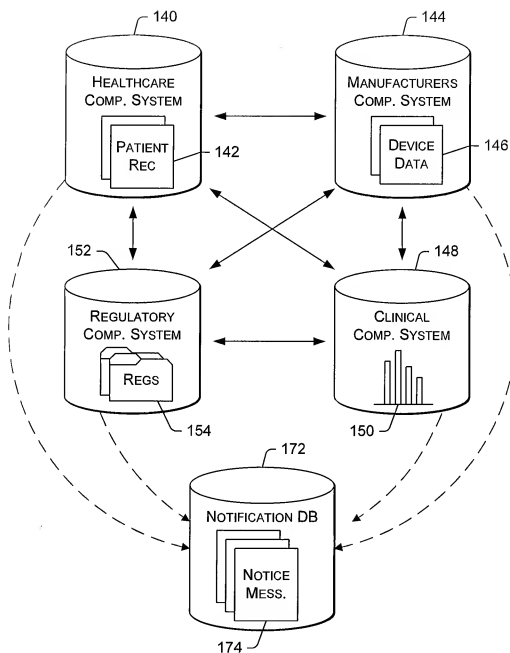 140
144
HEALTHCARE
COMP. SYSTEM
MANUFACTURERS
COMP. SYSTEM
PATIENT
REC
142
DEVICE
DATA
146
152
148
REGULATORY
COMP. SYSTEM
CLINICAL
COMP. SYSTEM
REGS
154
150
172
NOTIFICATION DB
NOTICE
MESS.
174